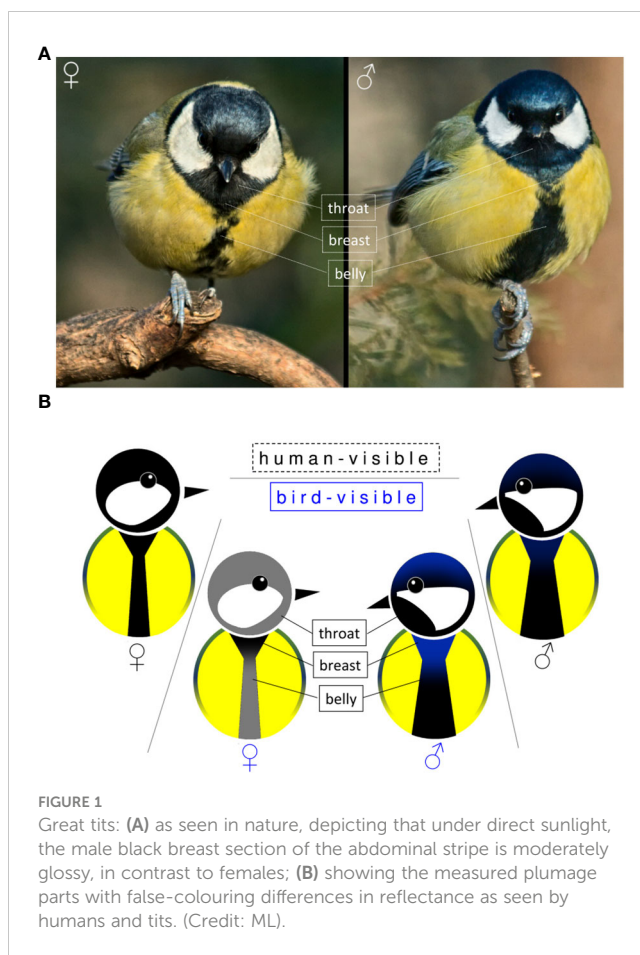 A
♀
♂
throat
breast
belly
B
human-visible
bird-visible
throat
breast
belly
♀
♂
♀
♂
FIGURE 1
Great tits: (A) as seen in nature, depicting that under direct sunlight,
the male black breast section of the abdominal stripe is moderately
glossy, in contrast to females; (B) showing the measured plumage
parts with false-colouring differences in reflectance as seen by
humans and tits. (Credit: ML).